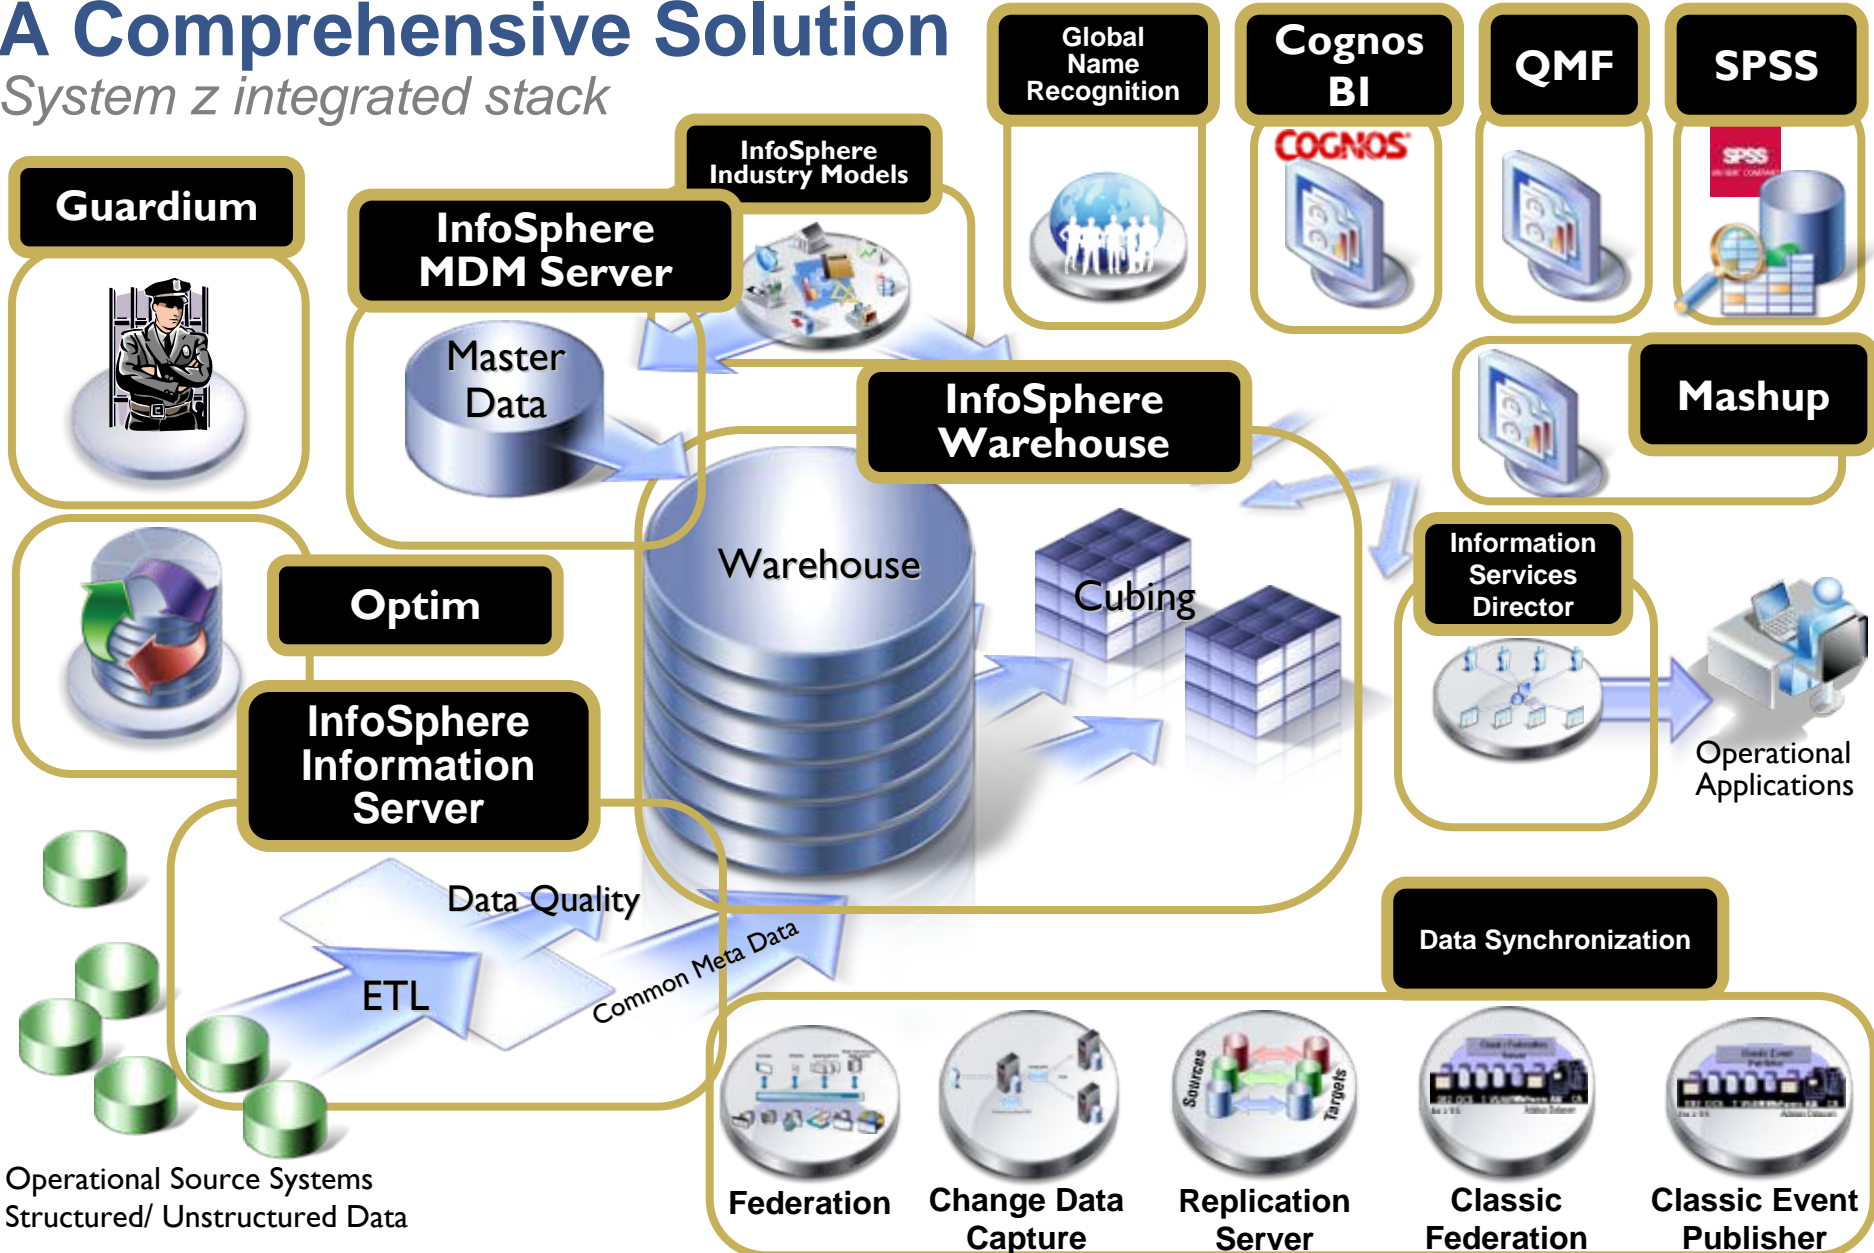 A Comprehensive Solution
System z integrated stack
Global
Name
Recognition
Cognos
BI
QMF
SPSS
COGNOS
SPSS
InfoSphere
Industry Models
Guardium
InfoSphere
MDM Server
Master
Data
InfoSphere
Warehouse
Mashup
Warehouse
Cubing
Information
Services
Director
Optim
InfoSphere
Information
Server
Operational
Applications
Data Quality
Common Meta Data
ETL
Data Synchronization
Sources
Targets
Operational Source Systems
Structured/ Unstructured Data
Federation
Change Data
Capture
Replication
Server
Classic
Federation
Classic Event
Publisher